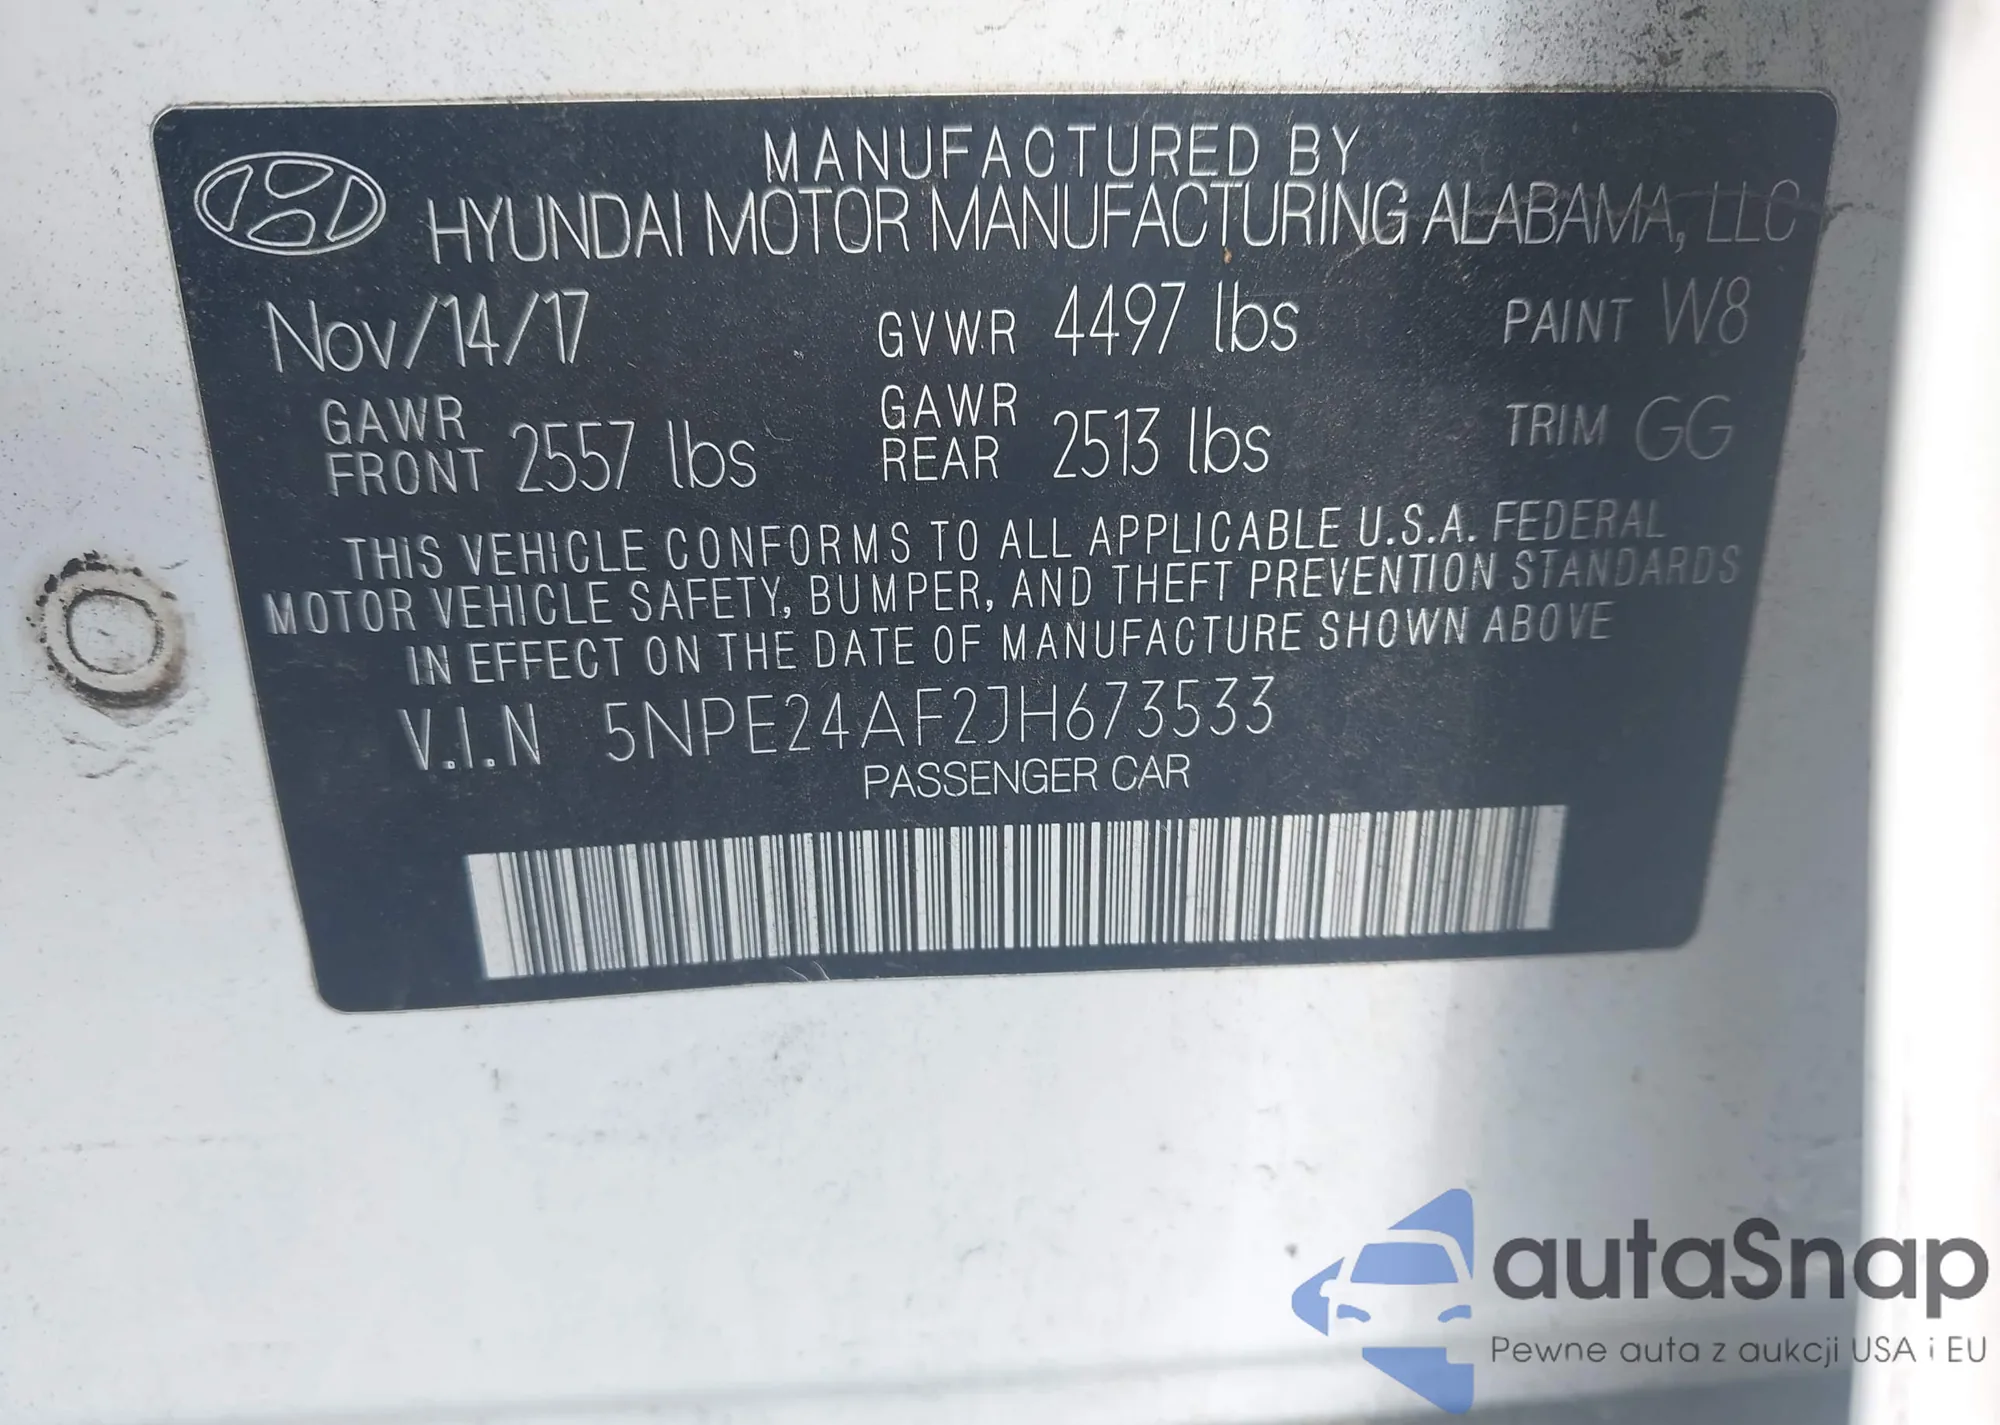 MANUFACTURED BY
HYUNDAI MOTOR MANUFACTURING ALABAMA, LLC
Nov/14/17 GVWR 4497 lbs PAINT W8
GAWR FRONT 2557 lbs GAWR REAR 2513 lbs TRIM GG
THIS VEHICLE CONFORMS TO ALL APPLICABLE U.S.A. FEDERAL
MOTOR VEHICLE SAFETY, BUMPER, AND THEFT PREVENTION STANDARDS
IN EFFECT ON THE DATE OF MANUFACTURE SHOWN ABOVE
V.I.N 5NPE24AF2JH673533
PASSENGER CAR
autaSnap
Pewne auta z aukcji USA i EU